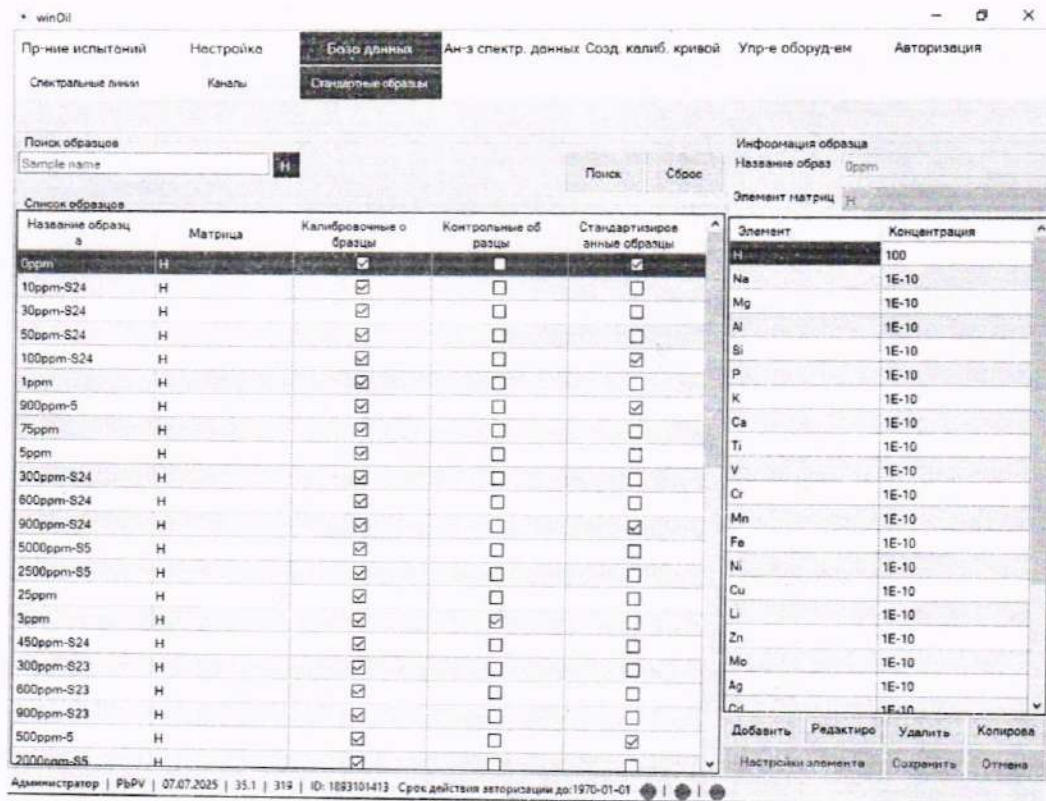 winOil
Пр-ние испытаний Настройка База данных Ан-з спектр. данных Созд. калиб. кривой Упр-е оборуд-ем Авторизация
Спектральные линии Каналы Стандартные образцы
Поиск образцов
Sample name H
Поиск Сброс
Список образцов
Название образц
а Матрица Калибровочные о
бразцы Контрольные об
разцы Стандартизиров
анные образцы
0ppm H
10ppm-S24 H
30ppm-S24 H
50ppm-S24 H
100ppm-S24 H
1ppm H
900ppm-5 H
75ppm H
5ppm H
300ppm-S24 H
600ppm-S24 H
900ppm-S24 H
5000ppm-S5 H
2500ppm-S5 H
25ppm H
3ppm H
450ppm-S24 H
300ppm-S23 H
600ppm-S23 H
900ppm-S23 H
500ppm-5 H
2000ppm-S5 H
Информация образца
Название образ 0ppm
Элемент матриц H
Элемент Концентрация
H 100
Na 1E-10
Mg 1E-10
Al 1E-10
Si 1E-10
P 1E-10
K 1E-10
Ca 1E-10
Ti 1E-10
V 1E-10
Cr 1E-10
Mn 1E-10
Fe 1E-10
Ni 1E-10
Cu 1E-10
Li 1E-10
Zn 1E-10
Mo 1E-10
Ag 1E-10
Cd 1E-10
Добавить Редактиро Удалить Копирова
Настройки элемента Сохранить Отмена
Администратор | PbPV | 07.07.2025 | 35.1 | 319 | ID: 1893101413 Срок действия авторизации до:1970-01-01